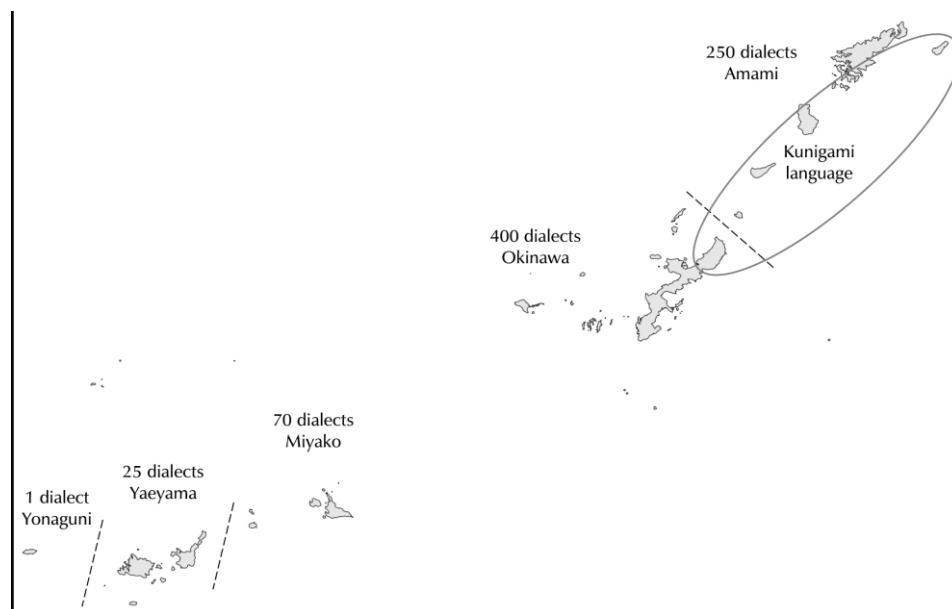 250 dialects
Amami
Kunigami
language
400 dialects
Okinawa
70 dialects
Miyako
25 dialects
Yaeyama
1 dialect
Yonaguni